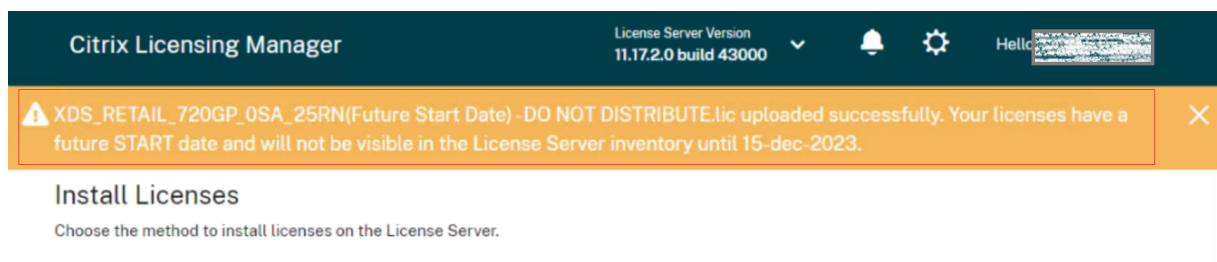 Citrix Licensing Manager
License Server Version
11.17.2.0 build 43000
Hello
XDS_RETAIL_720GP_0SA_25RN(Future Start Date) - DO NOT DISTRIBUTE.lic uploaded successfully. Your licenses have a
future START date and will not be visible in the License Server inventory until 15-dec-2023.
Install Licenses
Choose the method to install licenses on the License Server.